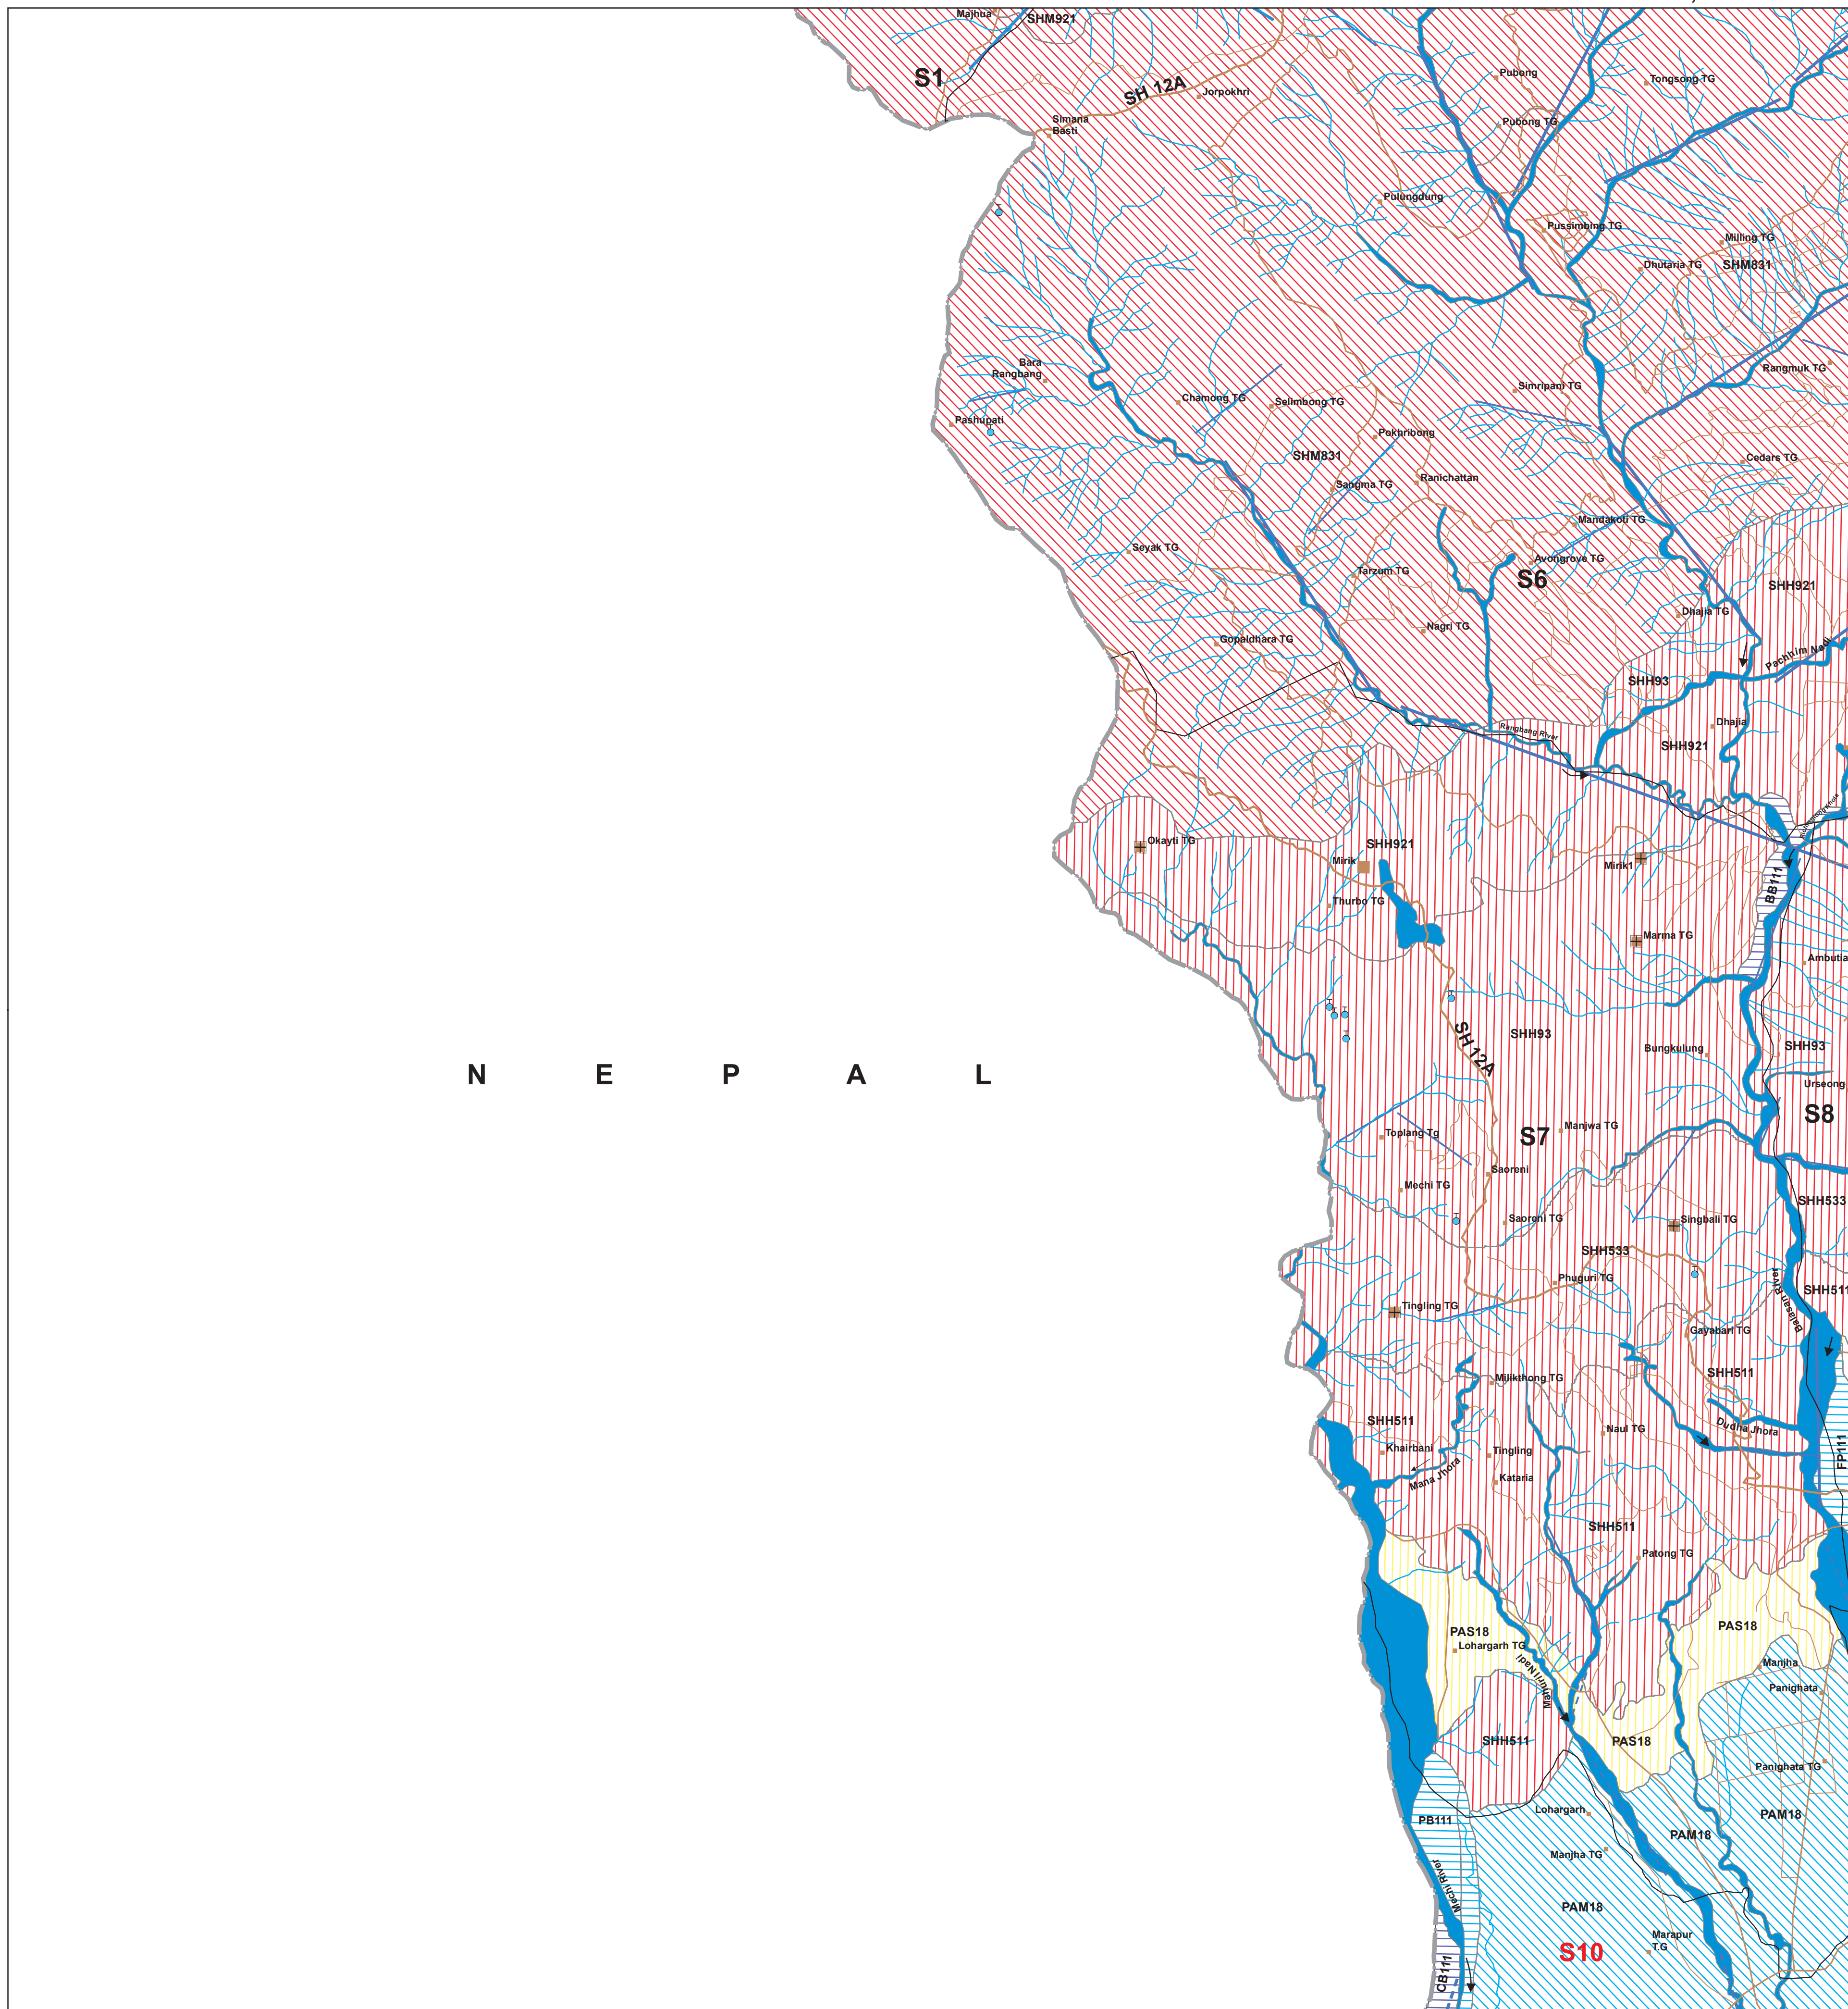 Majhua
SHM921
S1
SH 12A
Jorpokhri
Pubong
Tongsong TG
Simana
Basti
Pubong TG
Pulungdung
Pussimbing TG
Milling TG
Dhutaria TG
SHM831
Bara
Rangbang
Rangmuk TG
Simripani TG
Chamong TG
Selimbong TG
Pashupati
Pokhribong
SHM831
Cedars TG
Sangma TG
Ranichattan
Mandakoti TG
Seyak TG
Avongrove TG
Tarzum TG
S6
SHH921
Dhajia TG
Nagri TG
Gopaldhara TG
Pachhim Nadi
SHH93
Dhajia
Rangbang River
SHH921
Okayti TG
SHH921
Mirik
Mirik1
BB111
Thurbo TG
Marma TG
Ambutia
SH 12A
SHH93
Bungkulung
SHH93
Urseong
N E P A L
S8
Toplang Tg
S7
Manjwa TG
Saoreni
Mechi TG
SHH533
Saoreni TG
Singbali TG
SHH533
Phuguri TG
Balasan River
SHH511
Tingling TG
Gayabari TG
SHH511
Milikthong TG
SHH511
Dudha Jhora
Naul TG
Khairbani
Tingling
FP111
Mana Jhora
Kataria
SHH511
Patong TG
PAS18
PAS18
Lohargarh TG
Manjha
Manjuri Nadi
Panighata
SHH511
PAS18
Panighata TG
Lohargarh
PAM18
PB111
PAM18
Manjha TG
Mechi River
PAM18
Marapur
T.G
S10
CB111